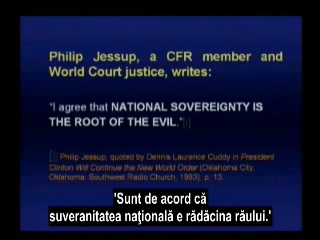 Philip Jessup, a CFR member and
World Court justice, writes:
"I agree that NATIONAL SOVEREIGNTY IS
THE ROOT OF THE EVIL."
Philip Jessup, quoted by Dennis Laurence Cuddy in President
Clinton Will Continue the New World Order (Oklahoma City,
Oklahoma: Southwest Radio Church, 1993), p. 13.
'Sunt de acord că
suveranitatea naţională e rădăcina răului.'